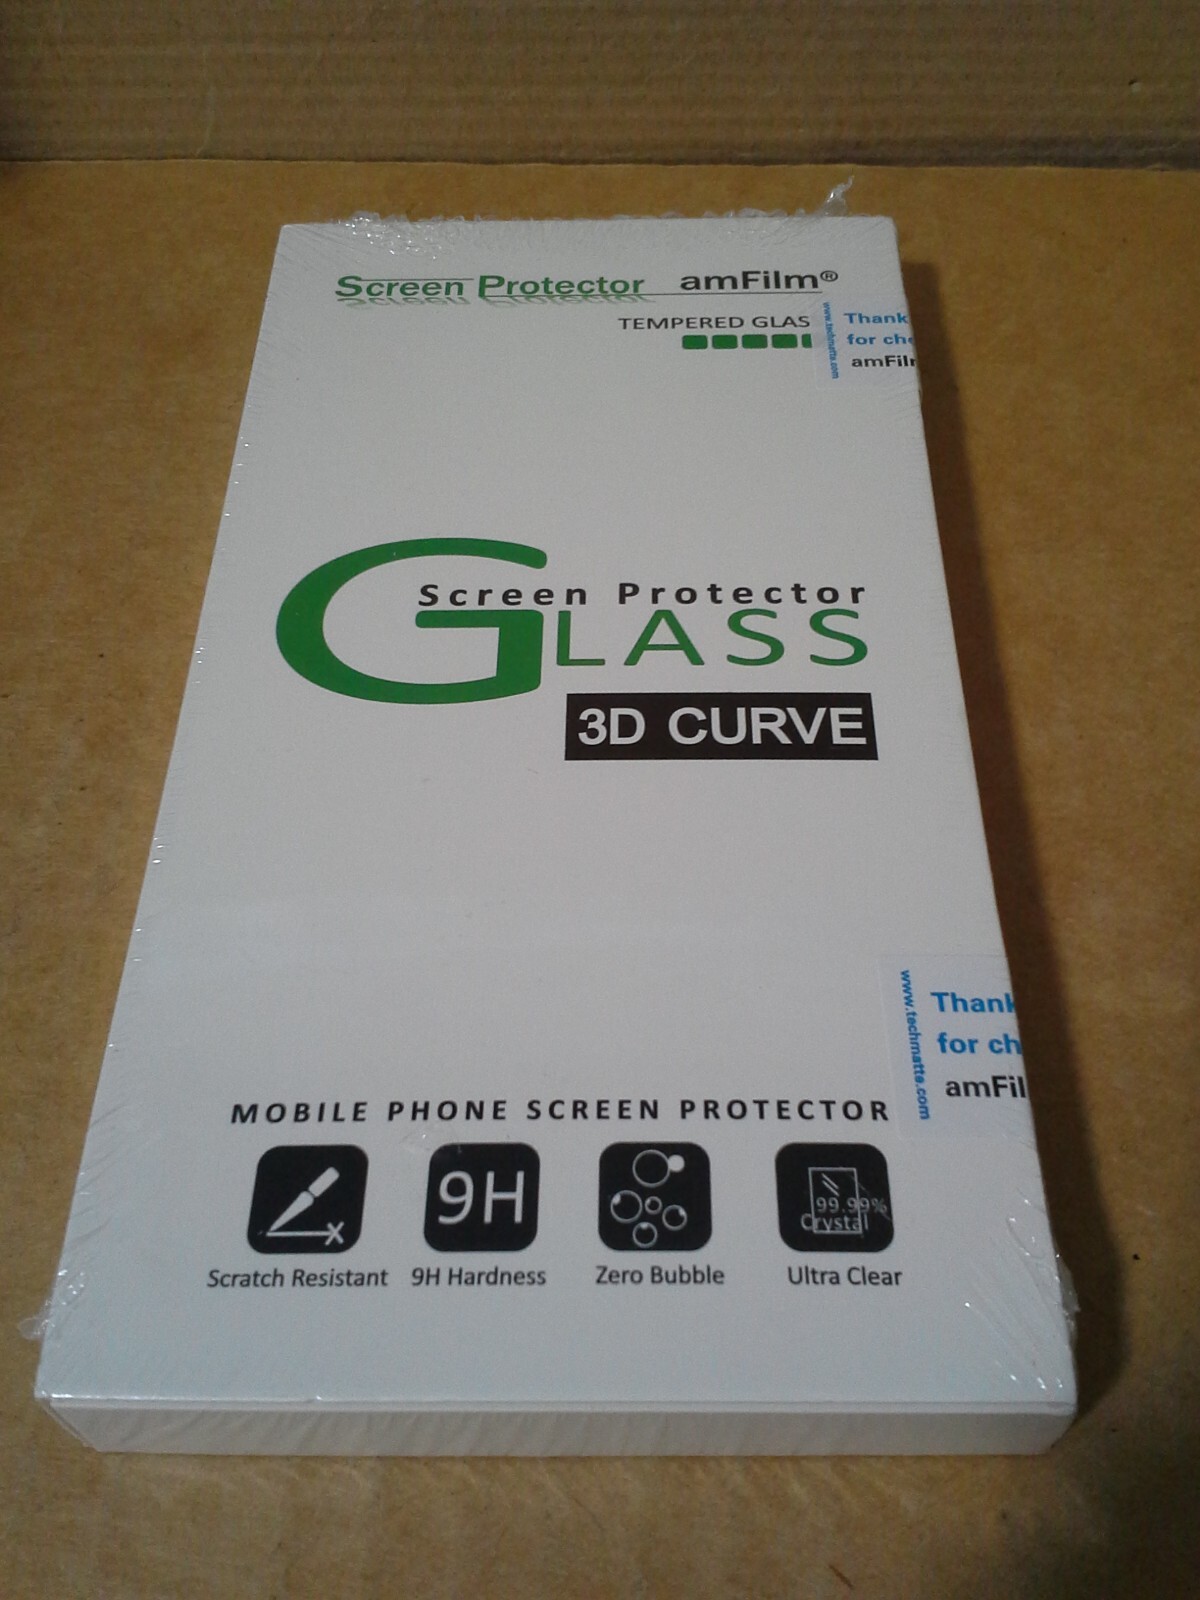 Screen Protector amFilm®
TEMPERED GLAS
www.techmatte.com
Thank
for che
amFilm
Screen Protector
GLASS
3D CURVE
www.techmatte.com
Thank
for ch
amFil
MOBILE PHONE SCREEN PROTECTOR
9H
99.99%
Crystal
Scratch Resistant 9H Hardness Zero Bubble Ultra Clear